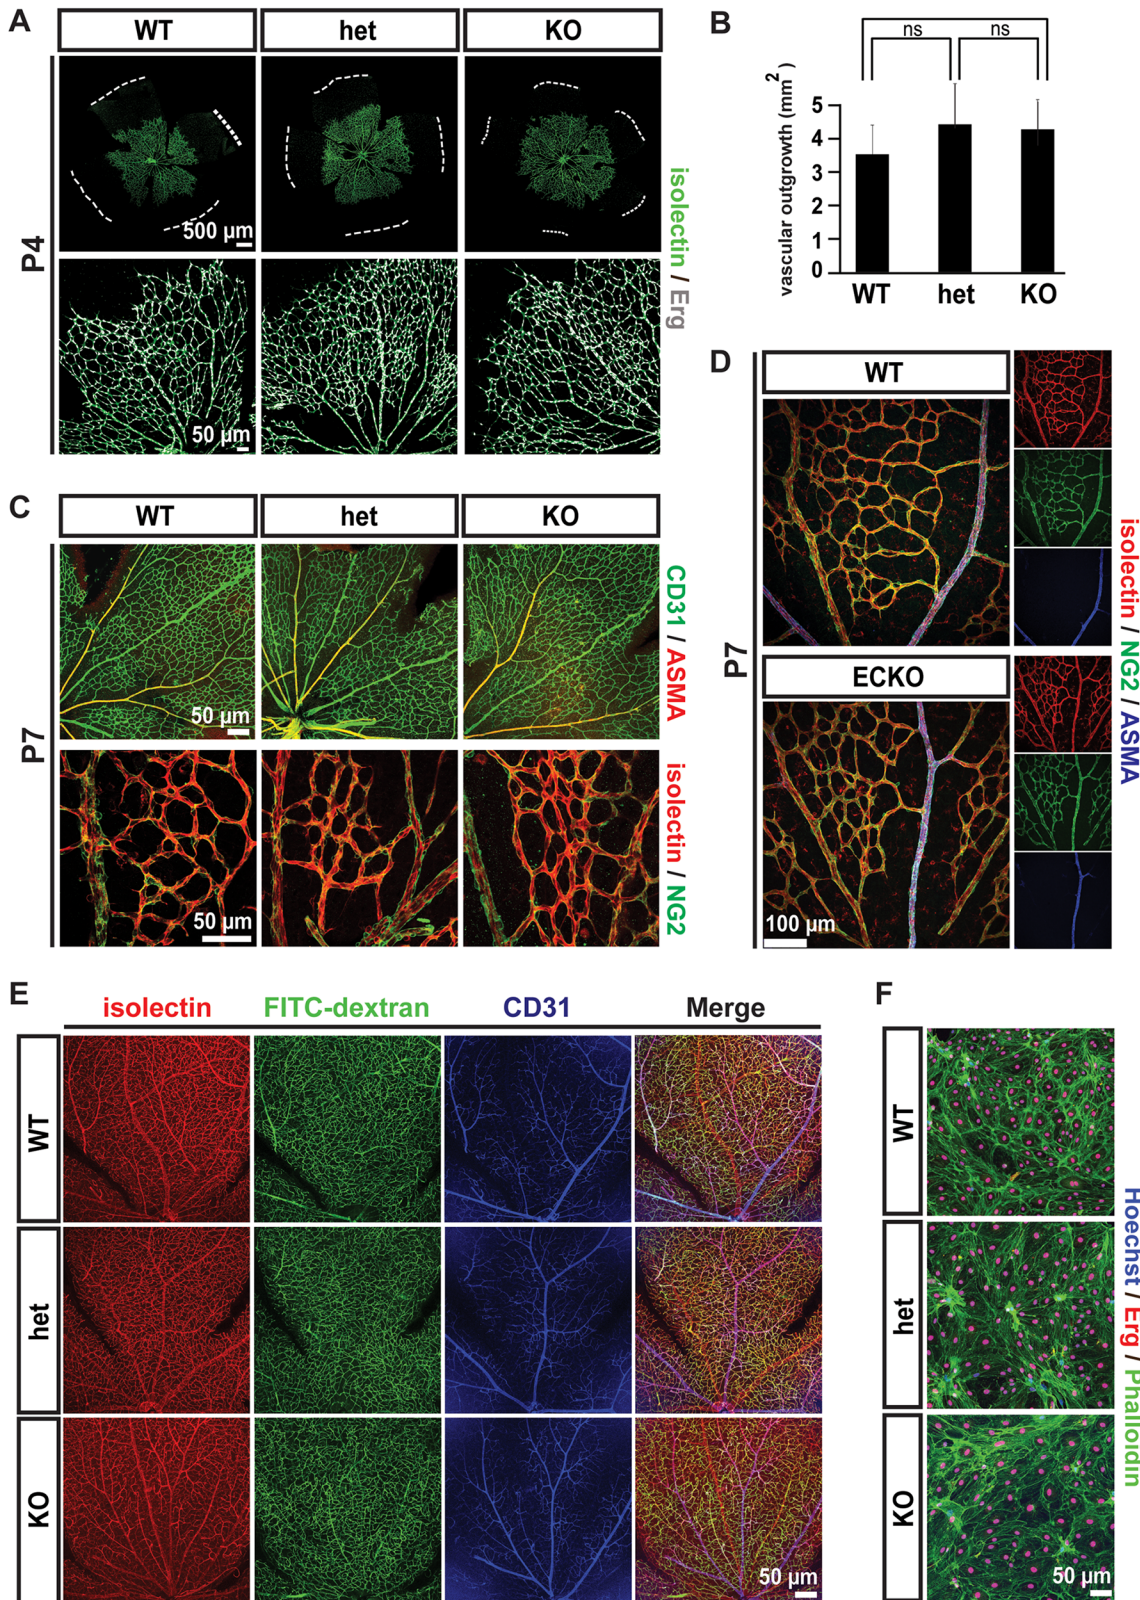 A
WT
het
KO
P4
500 µm
50 µm
isolectin / Erg
B
ns
ns
vascular outgrowth (mm²)
5
4
3
2
1
0
WT
het
KO
C
WT
het
KO
P7
50 µm
50 µm
CD31 / ASMA
isolectin / NG2
D
WT
P7
ECKO
100 µm
isolectin / NG2 / ASMA
E
isolectin
FITC-dextran
CD31
Merge
WT
het
KO
50 µm
F
WT
het
KO
50 µm
Hoechst / Erg / Phalloidin